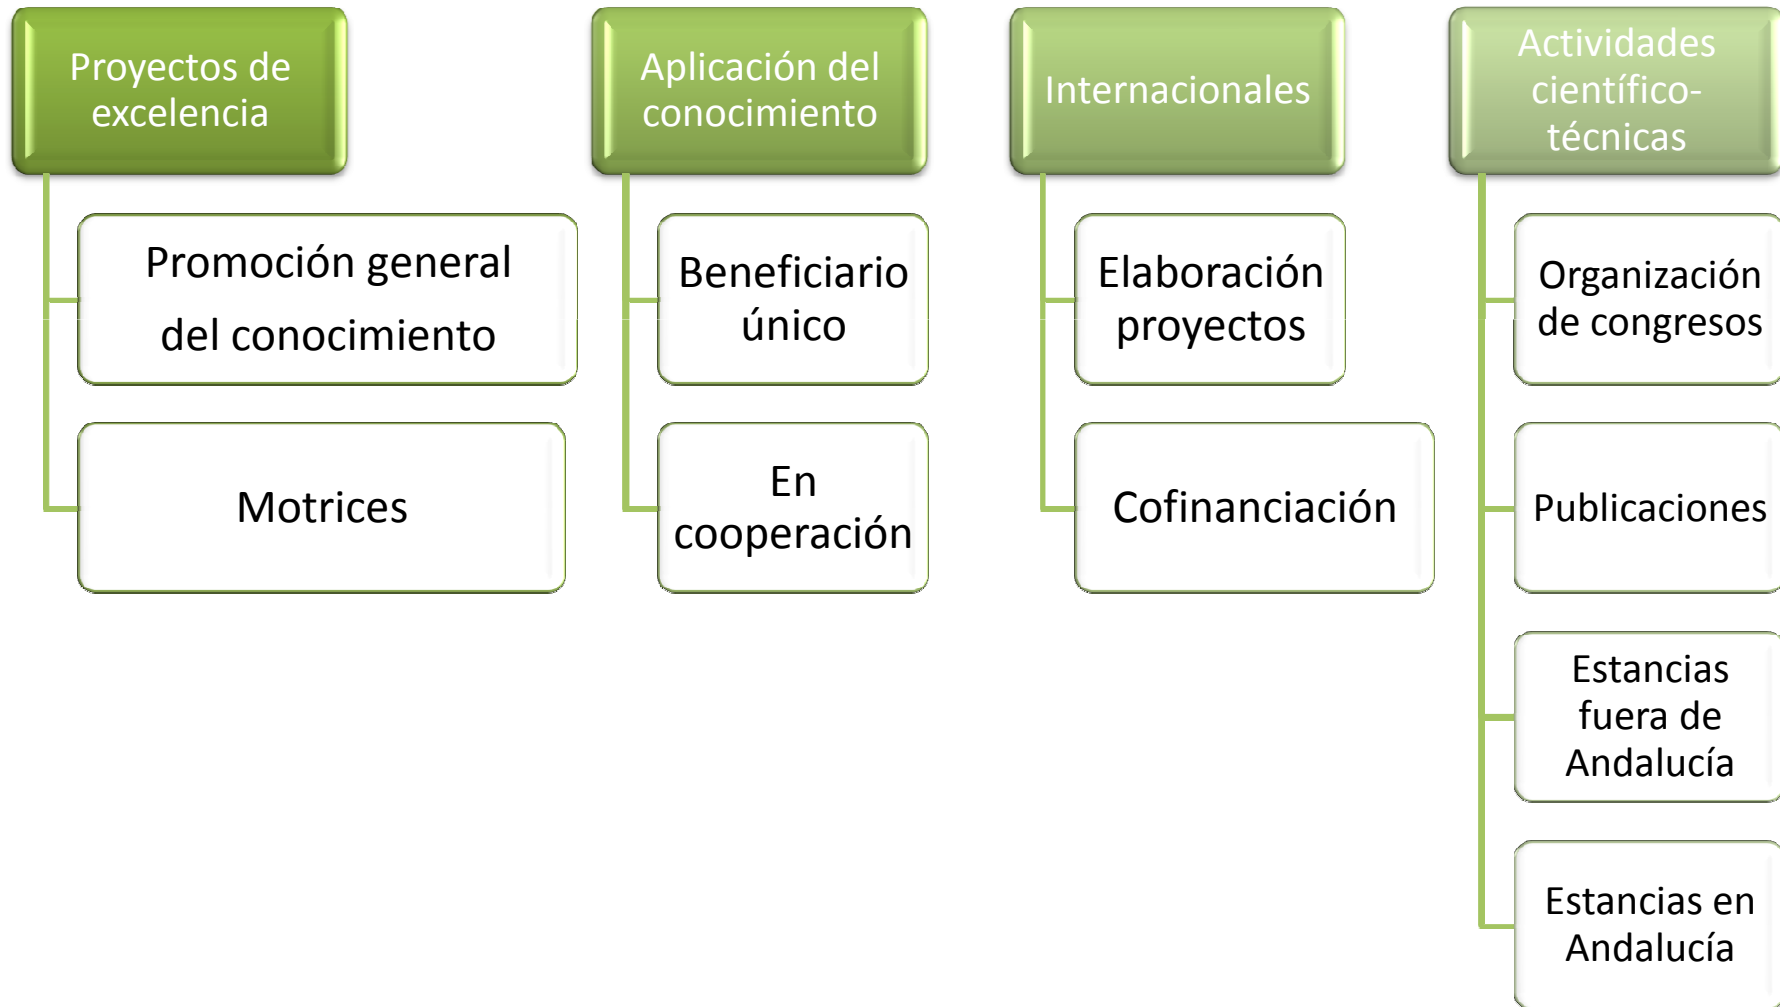 Proyectos de
excelencia
Promoción general
del conocimiento
Motrices
Aplicación del
conocimiento
Beneficiario
único
En
cooperación
Internacionales
Elaboración
proyectos
Cofinanciación
Actividades
científico-
técnicas
Organización
de congresos
Publicaciones
Estancias
fuera de
Andalucía
Estancias en
Andalucía